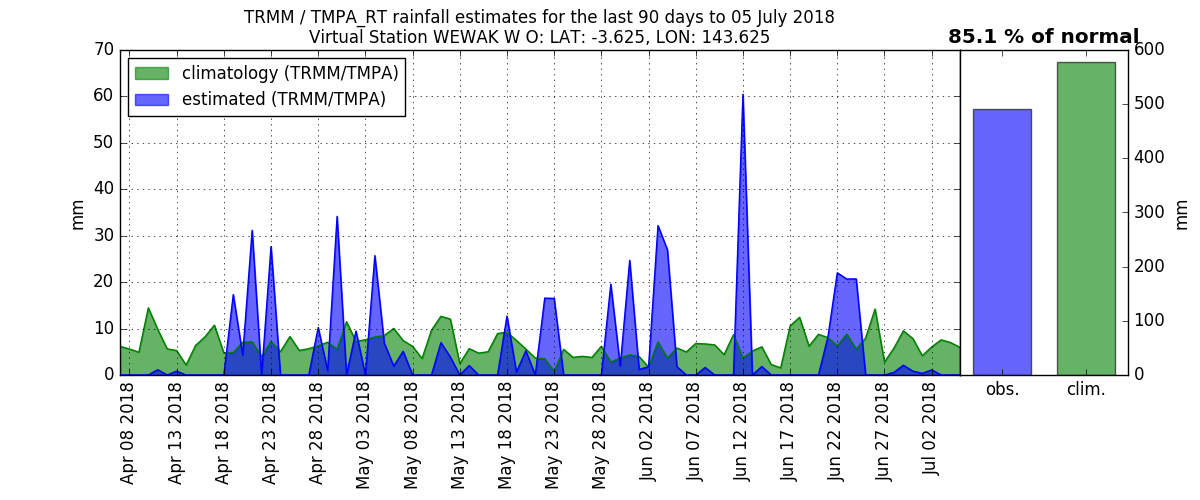 TRMM / TMPA_RT rainfall estimates for the last 90 days to 05 July 2018
Virtual Station WEWAK W O: LAT: -3.625, LON: 143.625
85.1 % of normal
climatology (TRMM/TMPA)
estimated (TRMM/TMPA)
mm
70
60
50
40
30
20
10
0
Apr 08 2018
Apr 13 2018
Apr 18 2018
Apr 23 2018
Apr 28 2018
May 03 2018
May 08 2018
May 13 2018
May 18 2018
May 23 2018
May 28 2018
Jun 02 2018
Jun 07 2018
Jun 12 2018
Jun 17 2018
Jun 22 2018
Jun 27 2018
Jul 02 2018
obs.
clim.
600
500
400
300
200
100
0
mm